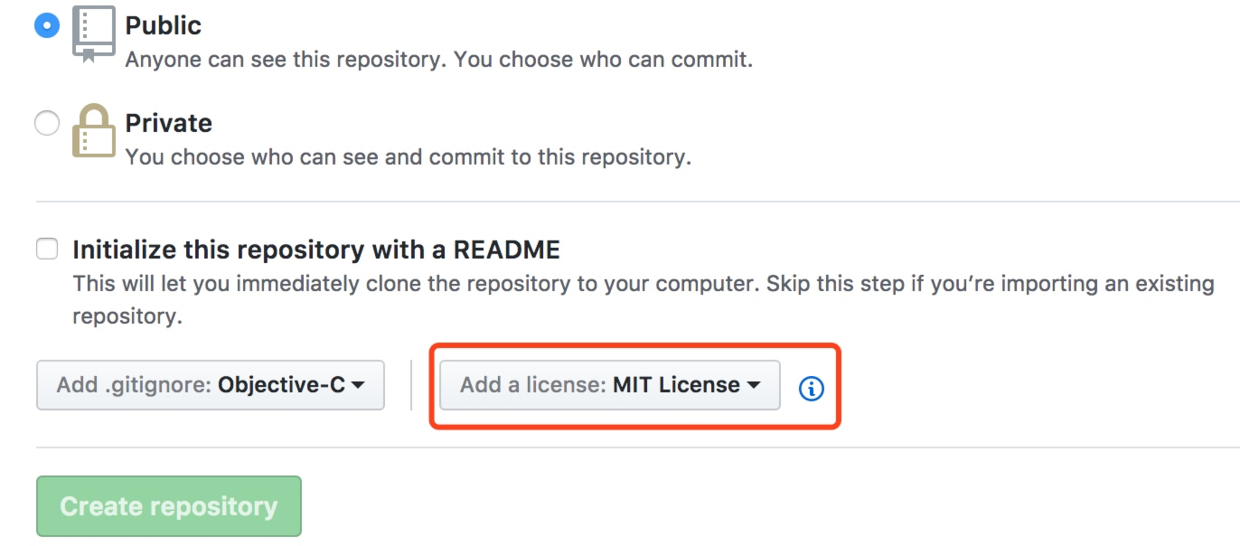 Public
Anyone can see this repository. You choose who can commit.
Private
You choose who can see and commit to this repository.
Initialize this repository with a README
This will let you immediately clone the repository to your computer. Skip this step if you’re importing an existing
repository.
Add .gitignore: Objective-C
Add a license: MIT License
Create repository